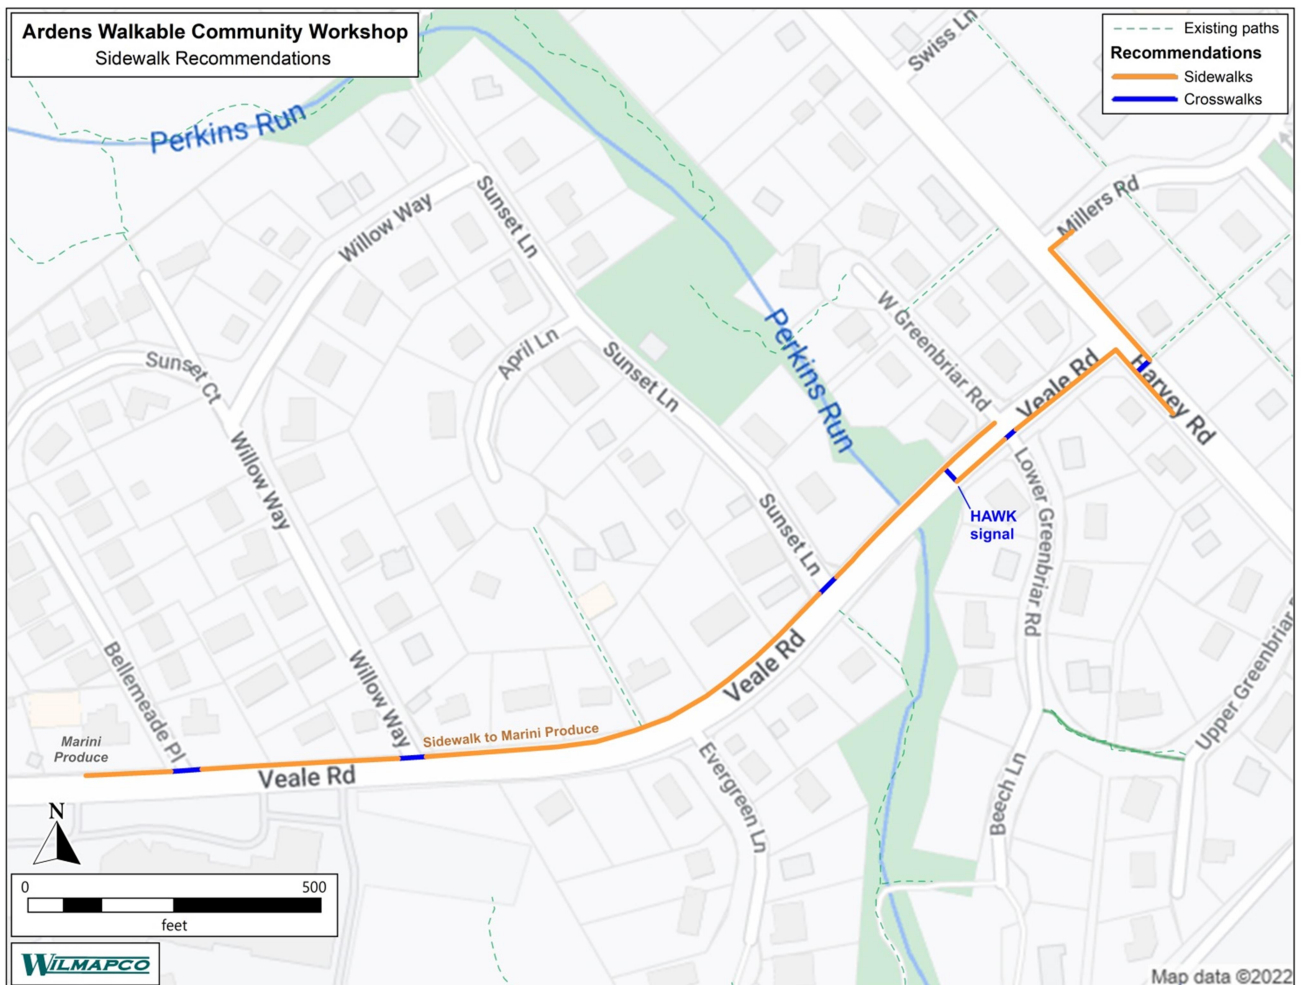 Ardens Walkable Community Workshop
Sidewalk Recommendations
Existing paths
Recommendations
Sidewalks
Crosswalks
Swiss Ln
Perkins Run
Millers Rd
Willow Way
Sunset Ln
W Greenbriar Rd
Perkins Run
April Ln
Sunset Ln
Sunset Ct
Veale Rd
Harvey Rd
Willow Way
Sunset Ln
Lower Greenbriar Rd
HAWK
signal
Bellemeade Pl
Willow Way
Veale Rd
Upper Greenbriar
Marini
Produce
Sidewalk to Marini Produce
Veale Rd
Evergreen Ln
Beech Ln
N
0 500
feet
WILMAPCO
Map data ©2022